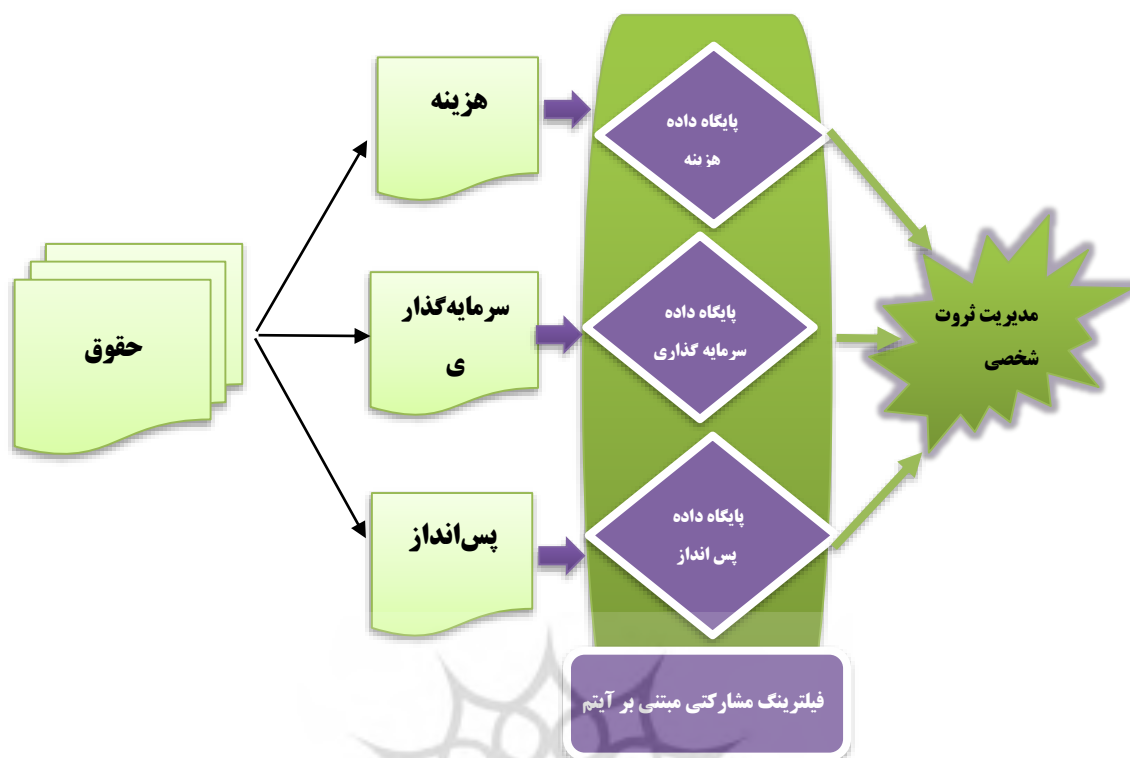 حقوق
هزینه
سرمایه‌گذار
ی
پس‌انداز
پایگاه داده
هزینه
پایگاه داده
سرمایه گذاری
پایگاه داده
پس انداز
فیلترینگ مشارکتی مبتنی بر آیتم
مدیریت ثروت
شخصی